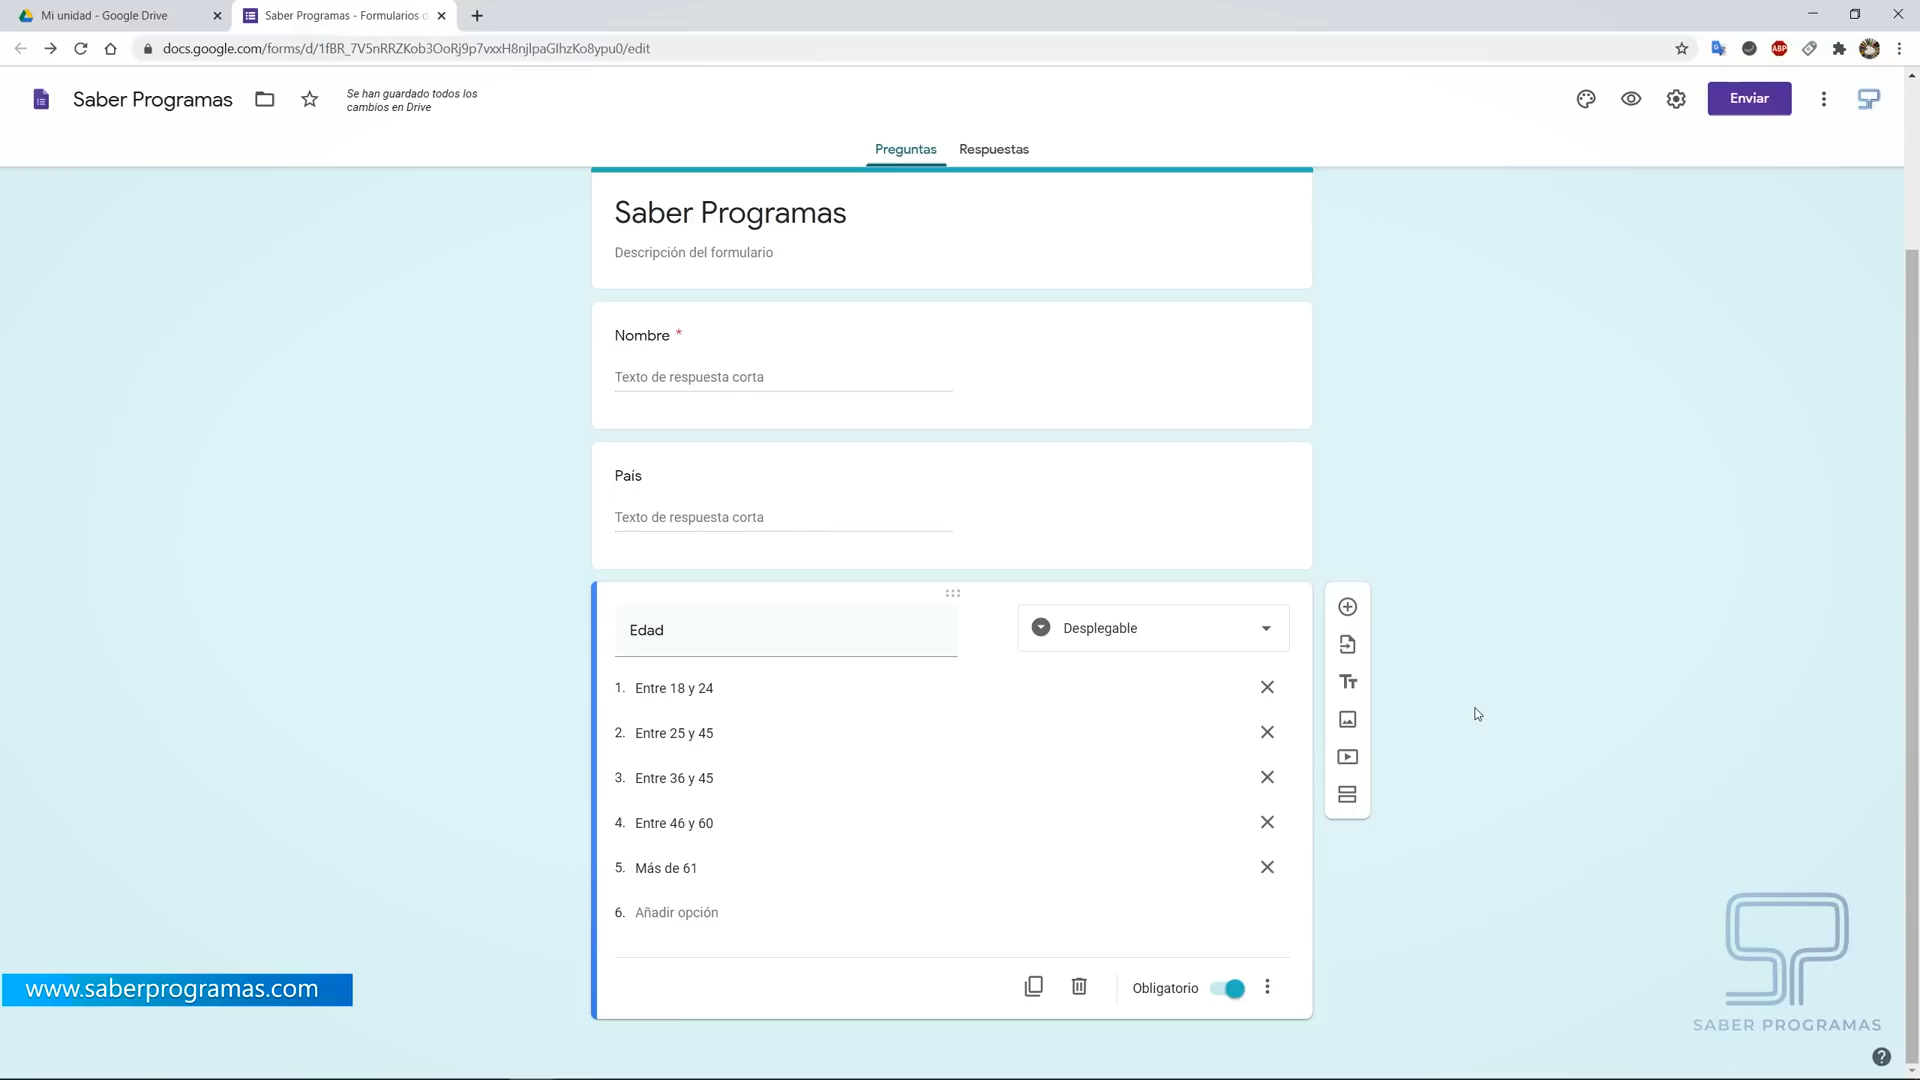 Mi unidad - Google Drive
Saber Programas - Formularios d
docs.google.com/forms/d/1fBR_7V5nRRZKob3OoRj9p7vxxH8njlpaGIhzKo8ypu0/edit
ABP
Saber Programas
Se han guardado todos los
cambios en Drive
Enviar
Preguntas
Respuestas
Saber Programas
Descripción del formulario
Nombre *
Texto de respuesta corta
País
Texto de respuesta corta
Edad
Desplegable
1. Entre 18 y 24
2. Entre 25 y 45
3. Entre 36 y 45
4. Entre 46 y 60
5. Más de 61
6. Añadir opción
Obligatorio
www.saberprogramas.com
SABER PROGRAMAS